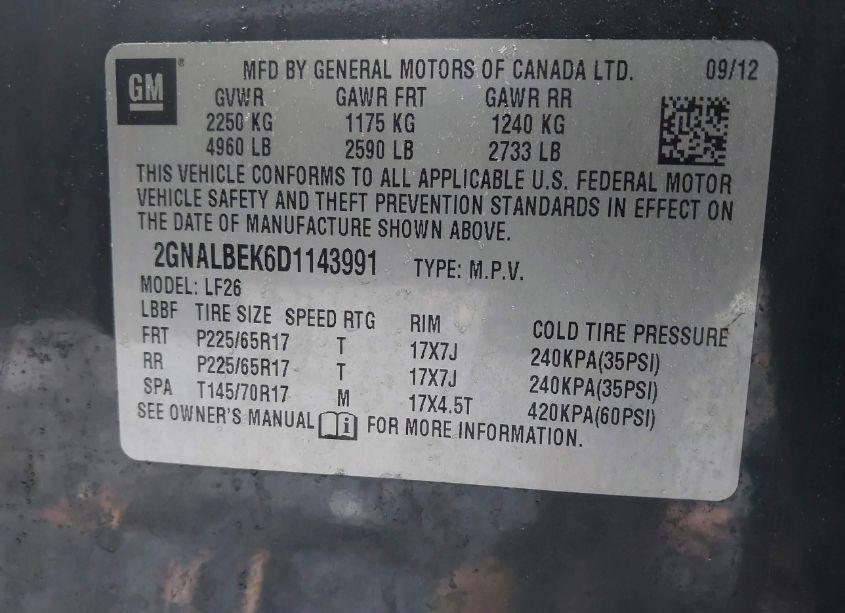 GM ® MFD BY GENERAL MOTORS OF CANADA LTD. 09/12
GVWR GAWR FRT GAWR RR
2250 KG 1175 KG 1240 KG
4960 LB 2590 LB 2733 LB
THIS VEHICLE CONFORMS TO ALL APPLICABLE U.S. FEDERAL MOTOR
VEHICLE SAFETY AND THEFT PREVENTION STANDARDS IN EFFECT ON
THE DATE OF MANUFACTURE SHOWN ABOVE.
2GNALBEK6D1143991 TYPE: M.P.V.
MODEL: LF26
LBBF TIRE SIZE SPEED RTG RIM COLD TIRE PRESSURE
FRT P225/65R17 T 17X7J 240KPA(35PSI)
RR P225/65R17 T 17X7J 240KPA(35PSI)
SPA T145/70R17 M 17X4.5T 420KPA(60PSI)
SEE OWNER'S MANUAL i FOR MORE INFORMATION.